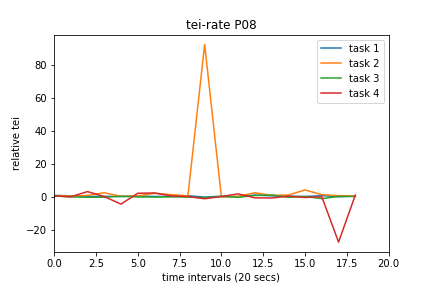 tei-rate P08
task 1
task 2
task 3
task 4
relative tei
80
60
40
20
0
−20
0.0 2.5 5.0 7.5 10.0 12.5 15.0 17.5 20.0
time intervals (20 secs)